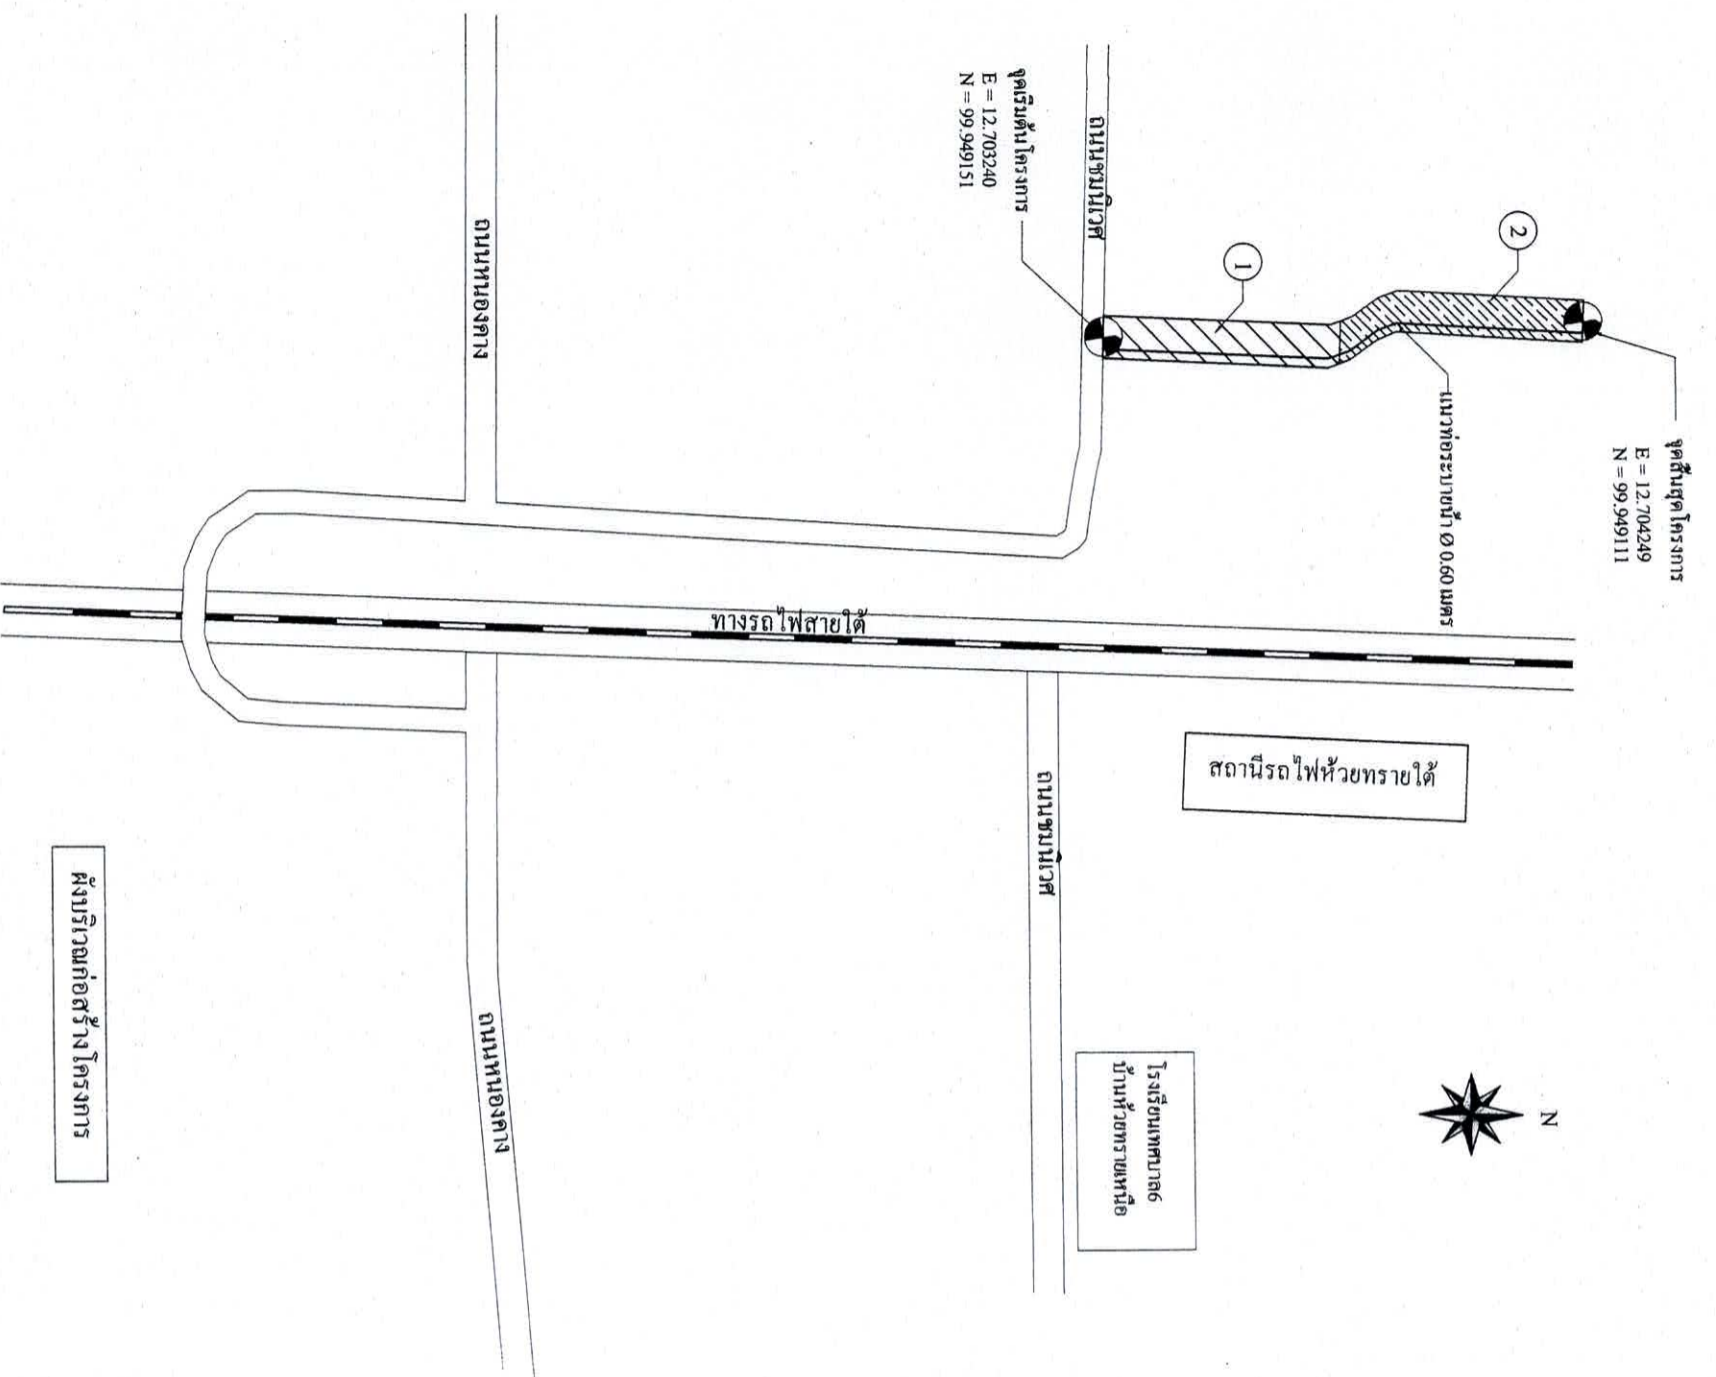 จุดสิ้นสุดโครงการ
E = 12.704249
N = 99.949111
2
แนวท่อระบายน้ำ Ø 0.60 เมตร
1
ถนนชมนิเวศ
จุดเริ่มต้นโครงการ
E = 12.703240
N = 99.949151
N
สถานีรถไฟห้วยทรายใต้
โรงเรียนเทศบาล6
บ้านห้วยทรายเหนือ
ถนนชมนิเวศ
ทางรถไฟสายใต้
ถนนหนองคาง
ถนนหนองคาง
ผังบริเวณก่อสร้างโครงการ